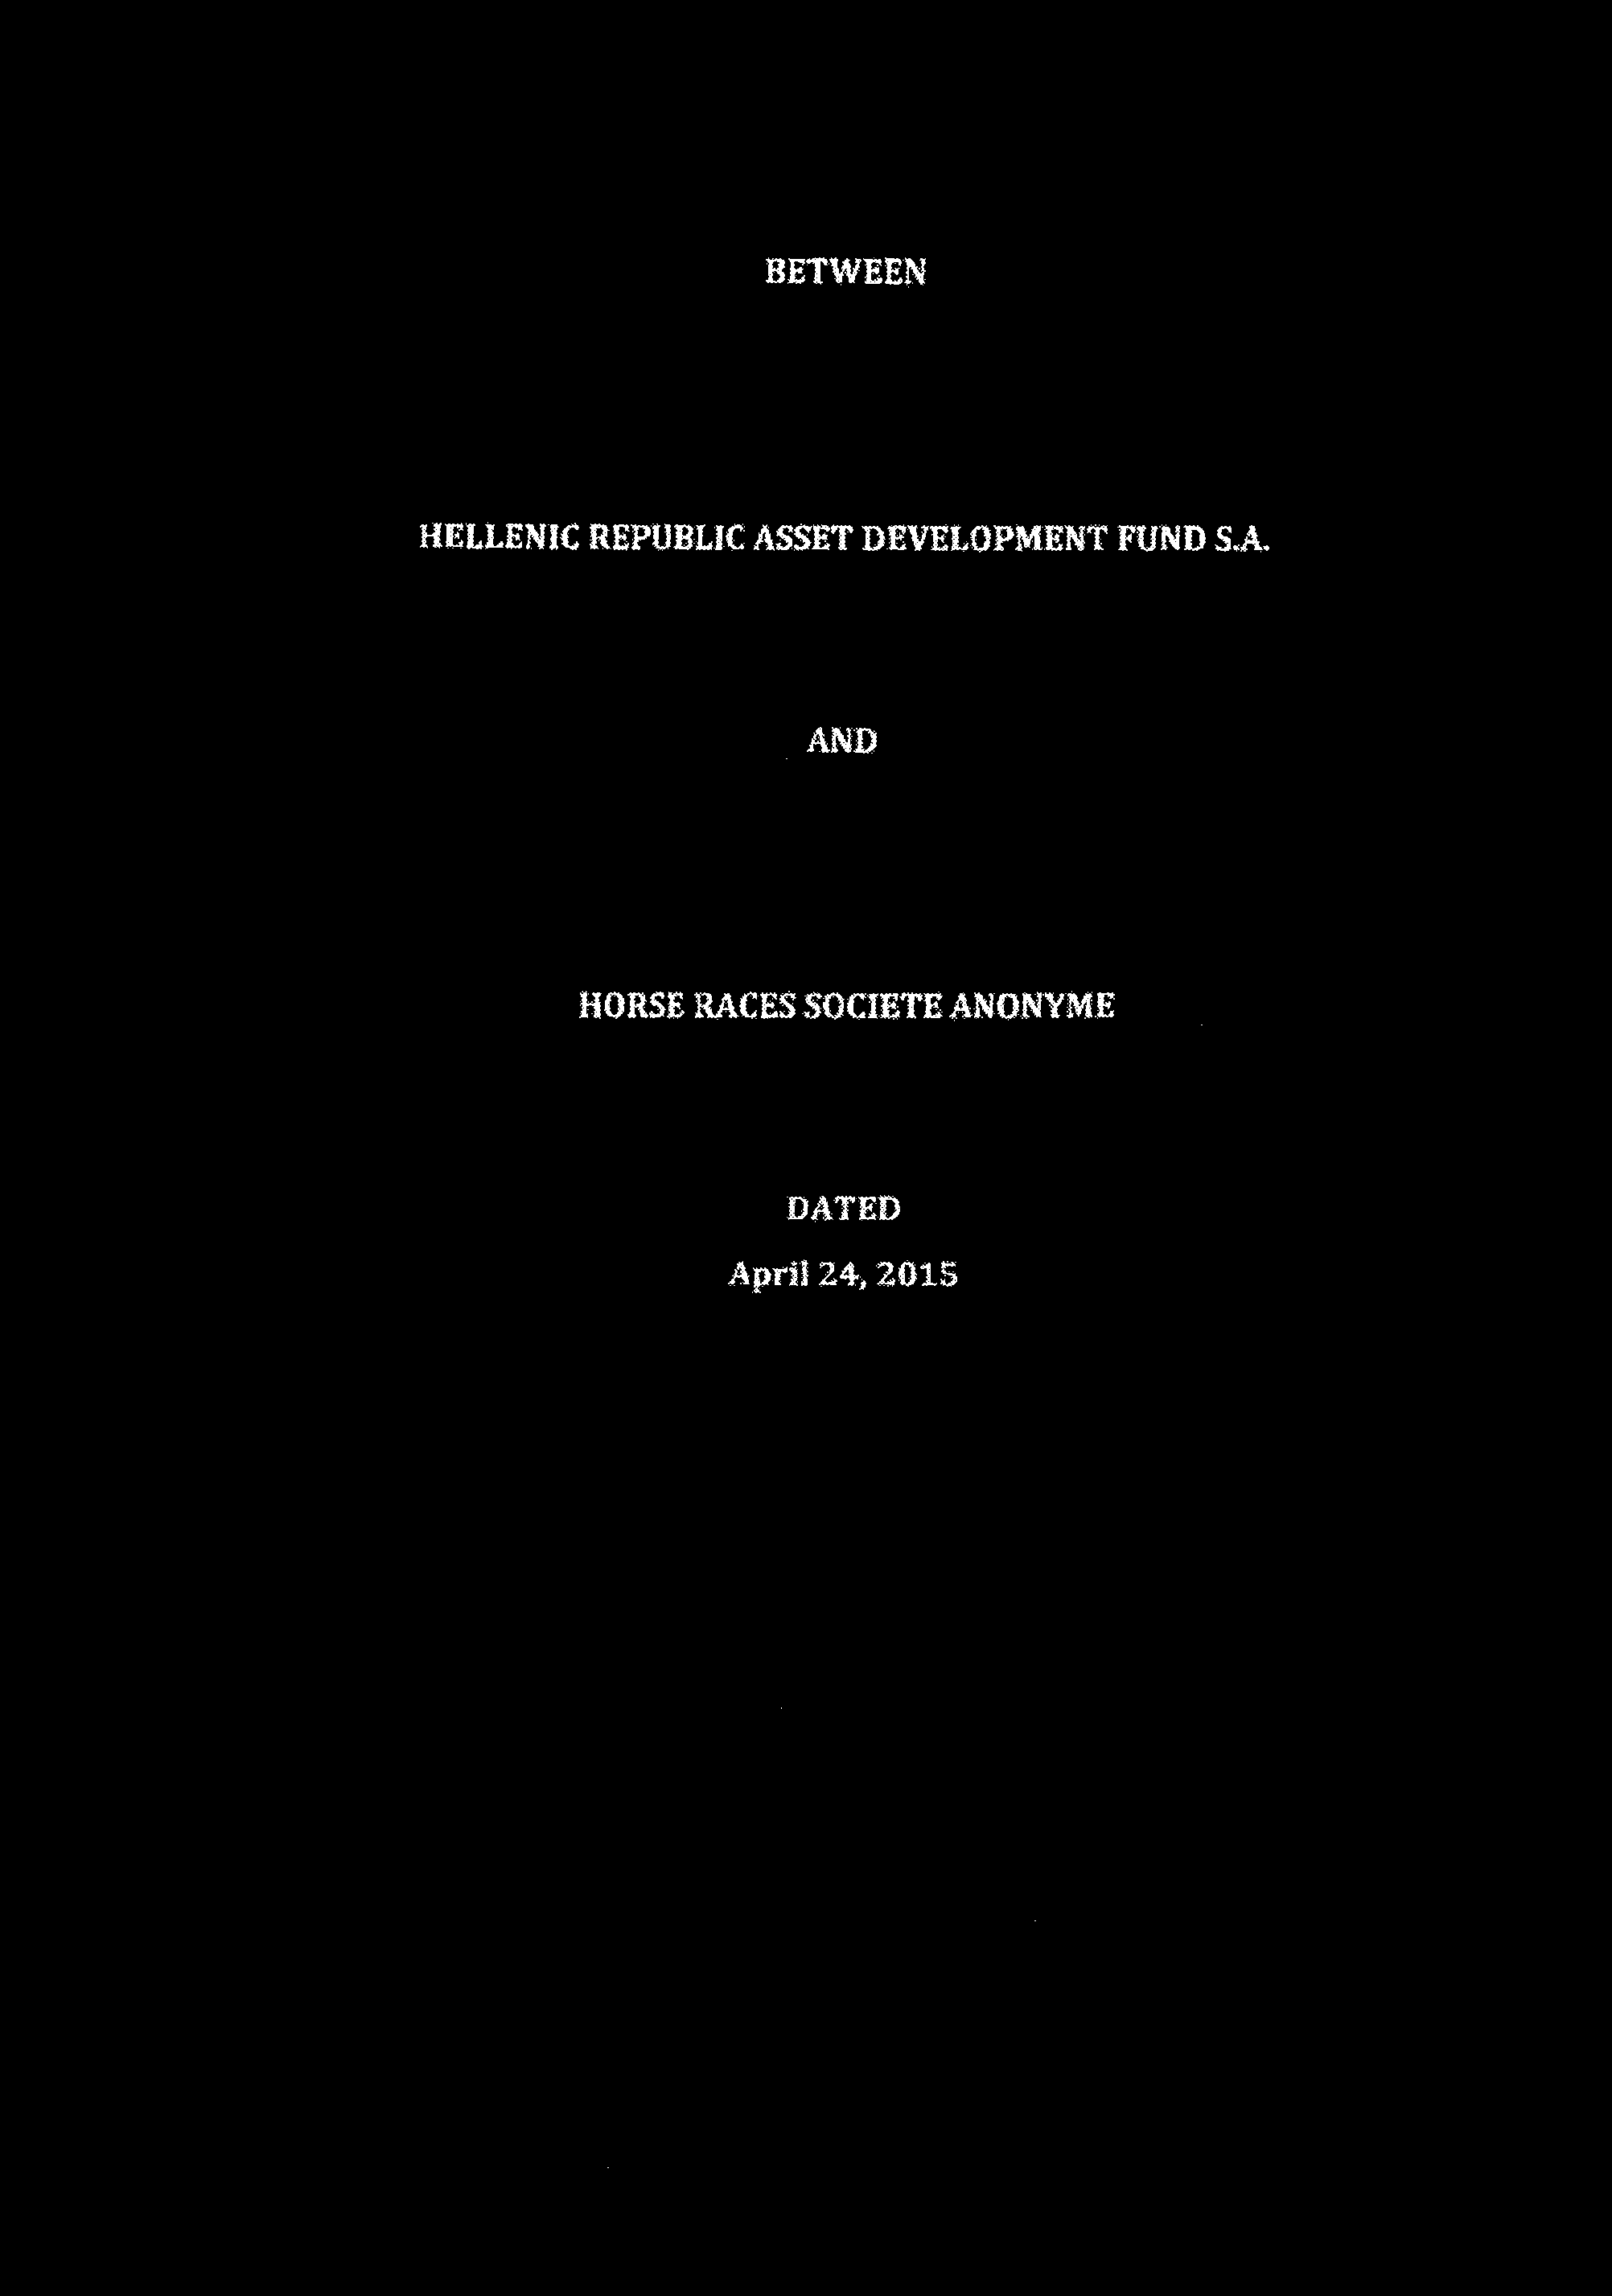 BETWEEN
HELLENIC REPUBLIC ASSET DEVELOPMENT FUND S.A.
AND
HORSE RACES SOCIETE ANONYME
DATED
April 24, 2015